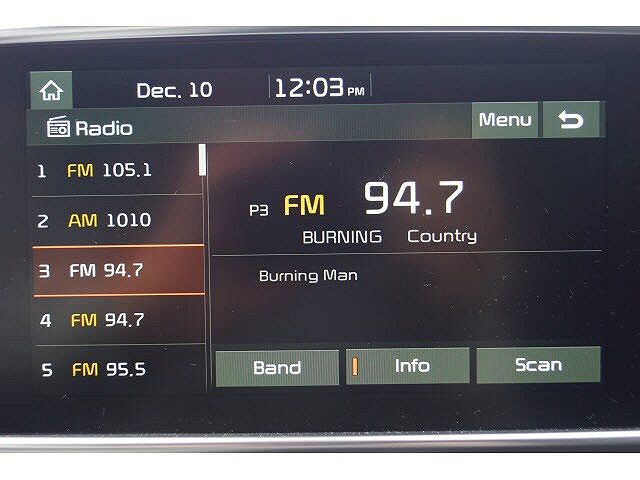 Dec. 10 12:03 PM
Radio Menu
1 FM 105.1
2 AM 1010
3 FM 94.7
4 FM 94.7
5 FM 95.5
P3 FM 94.7
BURNING Country
Burning Man
Band Info Scan